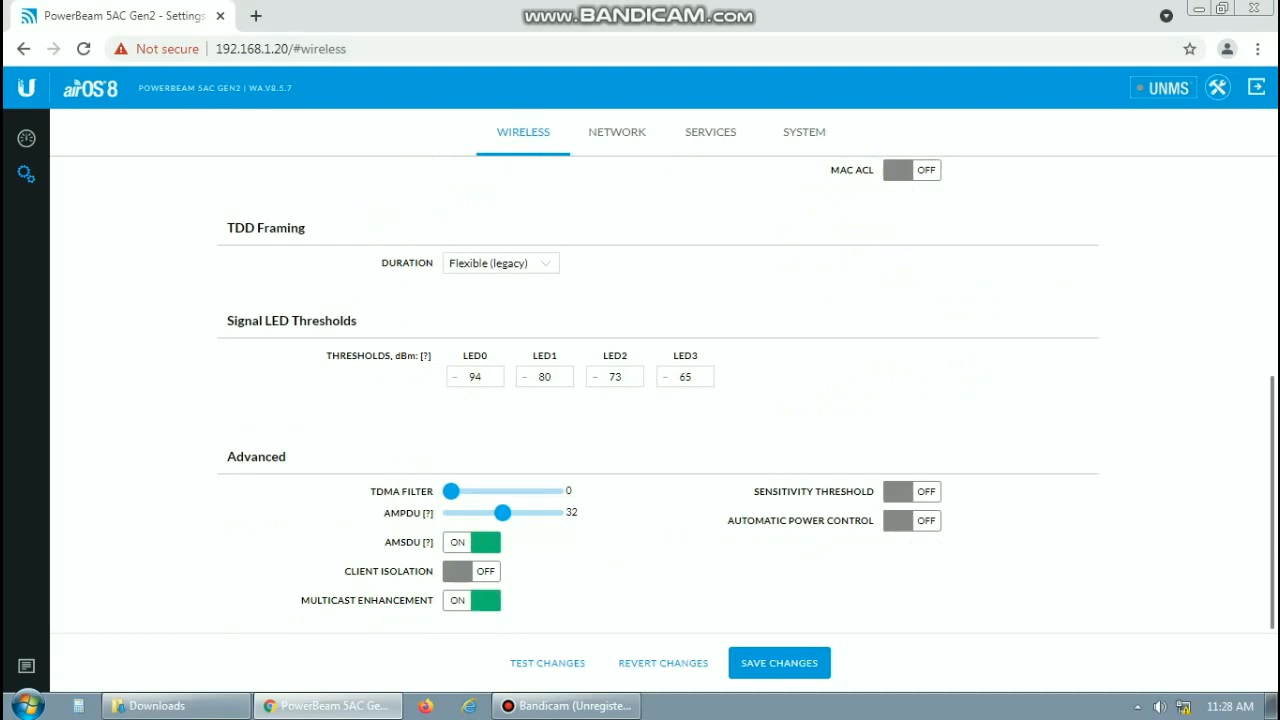 PowerBeam 5AC Gen2 - Settings
www.BANDICAM.com
Not secure 192.168.1.20/#wireless
airOS 8 POWERBEAM 5AC GEN2 | WA.V8.5.7 UNMS
WIRELESS NETWORK SERVICES SYSTEM
MAC ACL OFF
TDD Framing
DURATION Flexible (legacy)
Signal LED Thresholds
THRESHOLDS, dBm: [?] LED0 LED1 LED2 LED3
- 94 - 80 - 73 - 65
Advanced
TDMA FILTER 0 SENSITIVITY THRESHOLD OFF
AMPDU [?] 32 AUTOMATIC POWER CONTROL OFF
AMSDU [?] ON
CLIENT ISOLATION OFF
MULTICAST ENHANCEMENT ON
TEST CHANGES REVERT CHANGES SAVE CHANGES
Downloads PowerBeam 5AC Ge... Bandicam (Unregiste... 11:28 AM